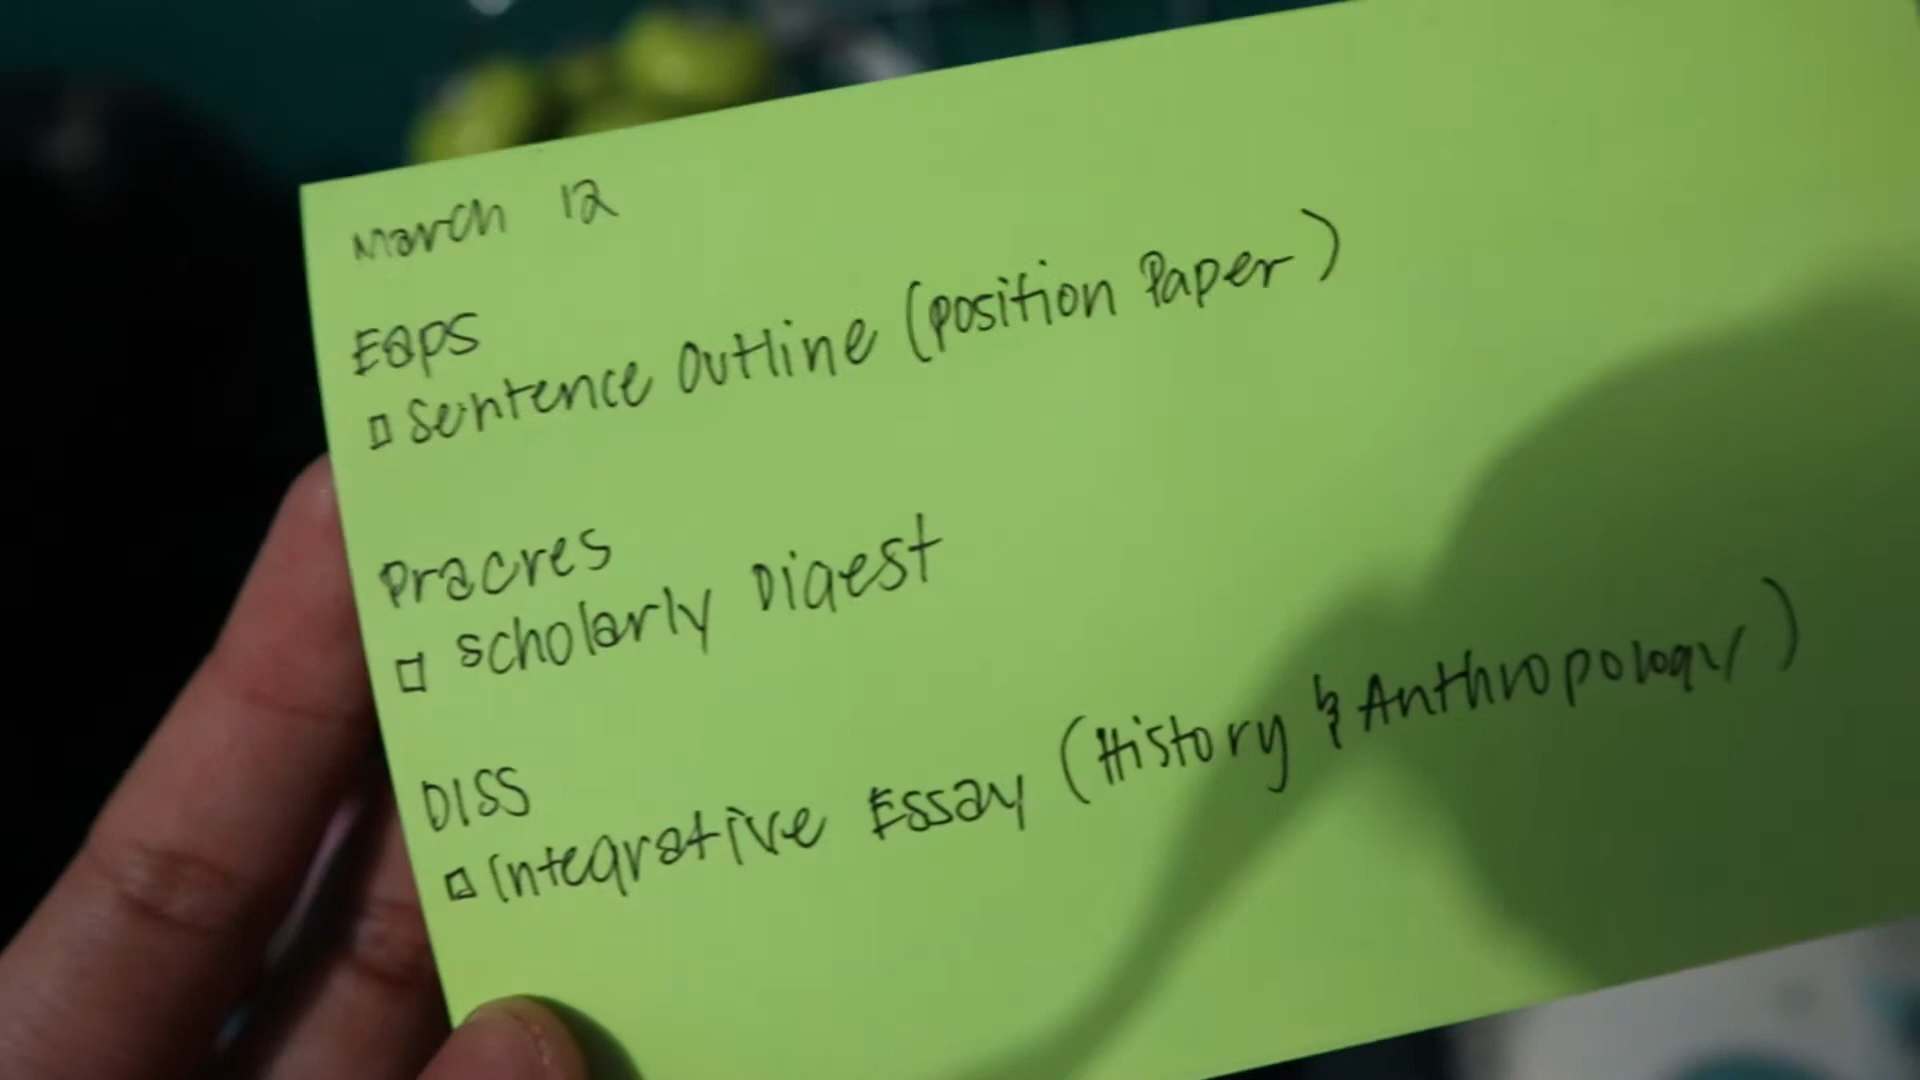 March 12
Eaps
□ Sentence Outline (Position Paper)
Pracres
□ Scholarly Digest
DISS
□ Integrative Essay (History & Anthropology)